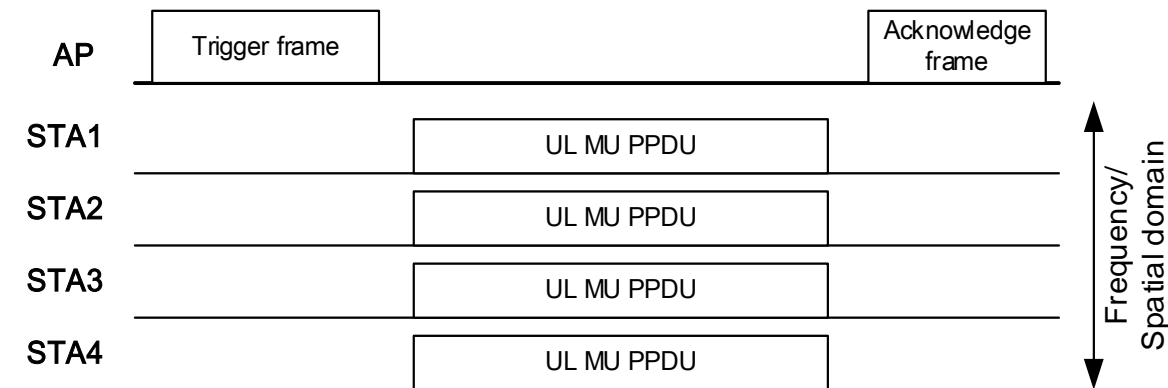 AP
Trigger frame
Acknowledge
frame
STA1
UL MU PPDU
STA2
UL MU PPDU
STA3
UL MU PPDU
STA4
UL MU PPDU
Frequency/
Spatial domain